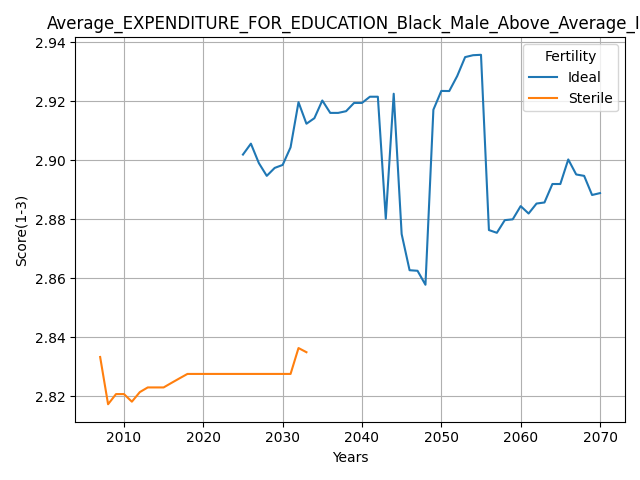 Average_EXPENDITURE_FOR_EDUCATION_Black_Male_Above_Average_I
2.94
2.92
2.90
2.88
2.86
2.84
2.82
Score(1-3)
Fertility
Ideal
Sterile
2010 2020 2030 2040 2050 2060 2070
Years